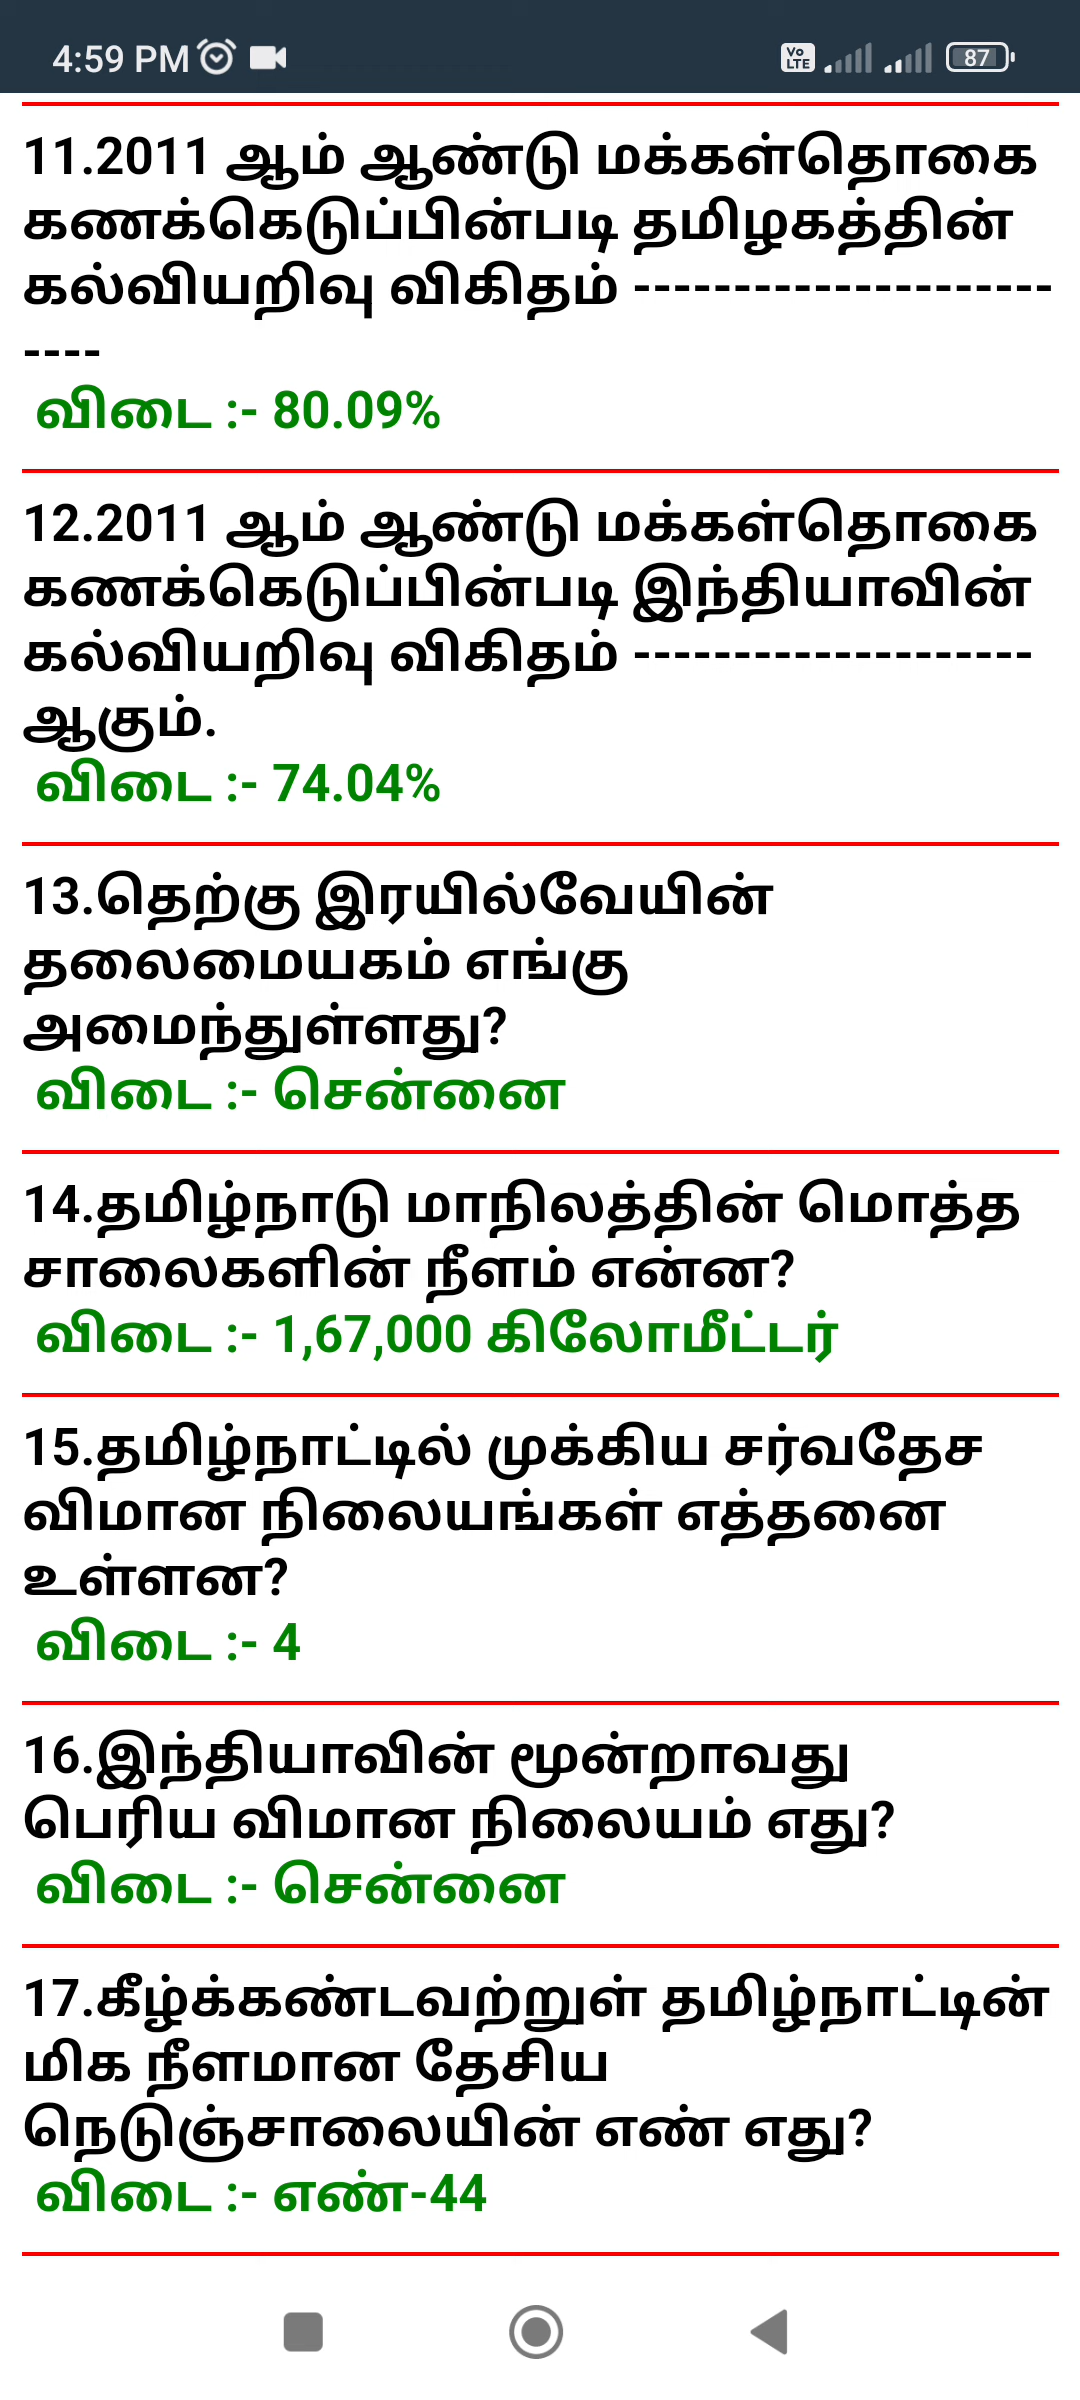 4:59 PM
Vo LTE
87
11.2011 ஆம் ஆண்டு மக்கள்தொகை
கணக்கெடுப்பின்படி தமிழகத்தின்
கல்வியறிவு விகிதம் ---------------------
----
விடை :- 80.09%
12.2011 ஆம் ஆண்டு மக்கள்தொகை
கணக்கெடுப்பின்படி இந்தியாவின்
கல்வியறிவு விகிதம் --------------------
ஆகும்.
விடை :- 74.04%
13.தெற்கு இரயில்வேயின்
தலைமையகம் எங்கு
அமைந்துள்ளது?
விடை :- சென்னை
14.தமிழ்நாடு மாநிலத்தின் மொத்த
சாலைகளின் நீளம் என்ன?
விடை :- 1,67,000 கிலோமீட்டர்
15.தமிழ்நாட்டில் முக்கிய சர்வதேச
விமான நிலையங்கள் எத்தனை
உள்ளன?
விடை :- 4
16.இந்தியாவின் மூன்றாவது
பெரிய விமான நிலையம் எது?
விடை :- சென்னை
17.கீழ்க்கண்டவற்றுள் தமிழ்நாட்டின்
மிக நீளமான தேசிய
நெடுஞ்சாலையின் எண் எது?
விடை :- எண்-44